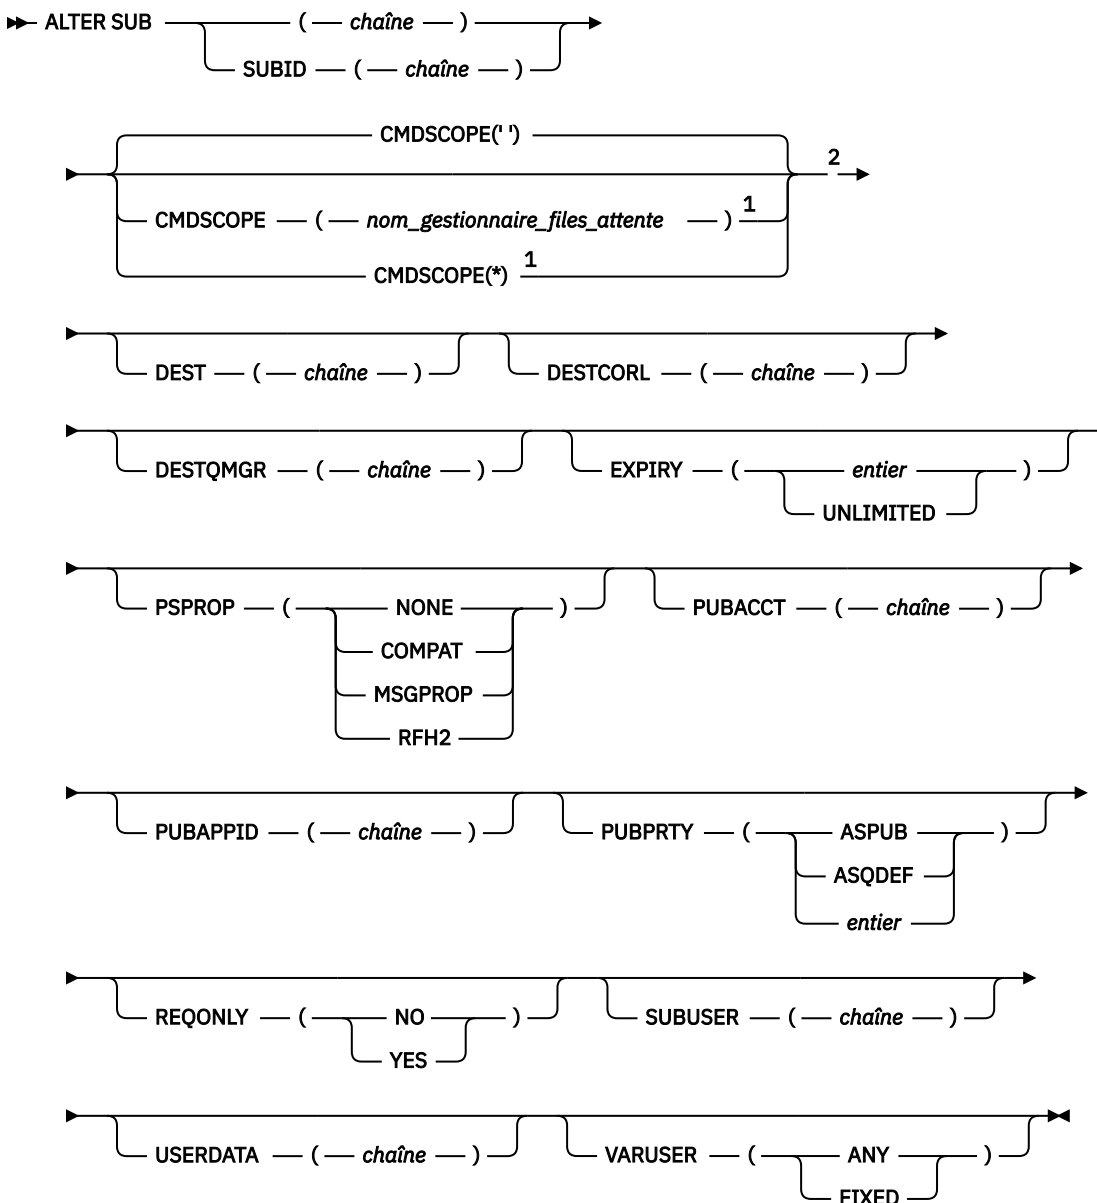 ALTER SUB ( chaîne )
SUBID ( chaîne )
CMDSCOPE(' ')
2
CMDSCOPE ( nom_gestionnaire_files_attente ) 1
CMDSCOPE(*) 1
DEST ( chaîne ) DESTCORL ( chaîne )
DESTQMGR ( chaîne ) EXPIRY ( entier )
UNLIMITED
PSPROP ( NONE ) PUBACCT ( chaîne )
COMPAT
MSGPROP
RFH2
PUBAPPID ( chaîne ) PUBPRTY ( ASPUB )
ASQDEF
entier
REQONLY ( NO ) SUBUSER ( chaîne )
YES
USERDATA ( chaîne ) VARUSER ( ANY )
FIXED